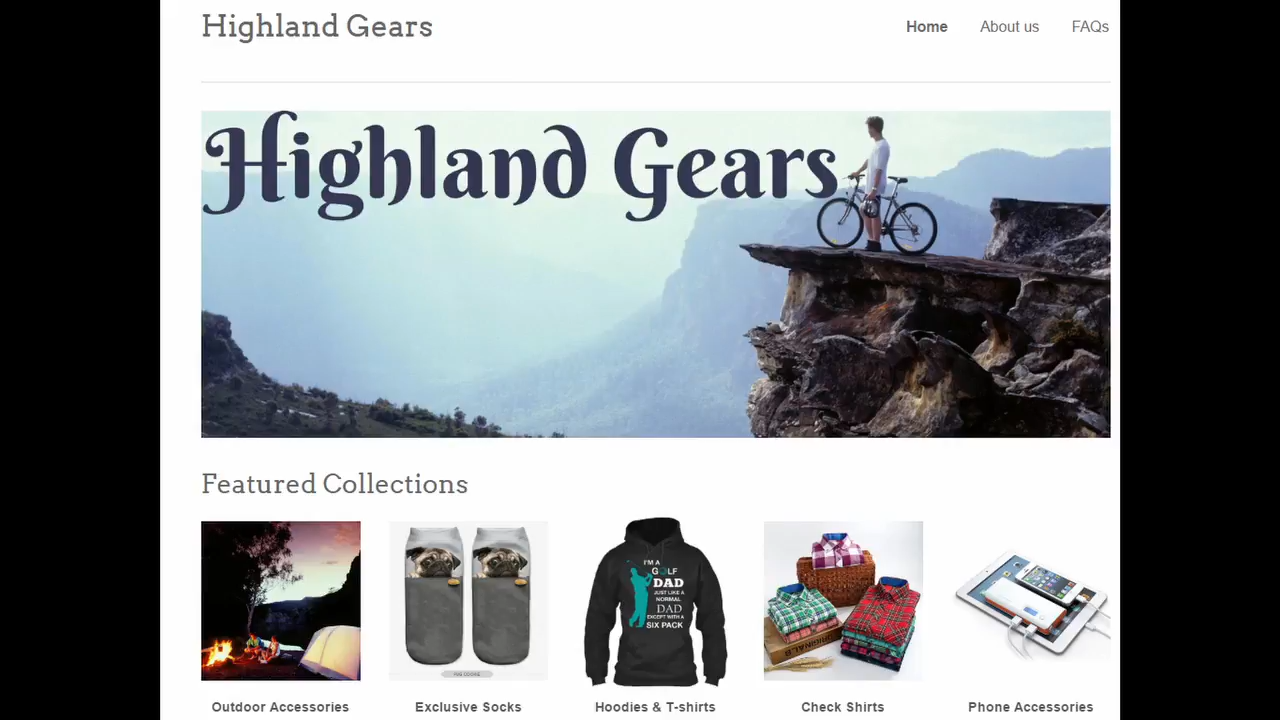 Highland Gears
Home About us FAQs
Highland Gears
Featured Collections
I'M A
GOLF
DAD
JUST LIKE A
NORMAL
DAD
EXCEPT WITH A
SIX PACK
ORIGINALS
Outdoor Accessories Exclusive Socks Hoodies & T-shirts Check Shirts Phone Accessories